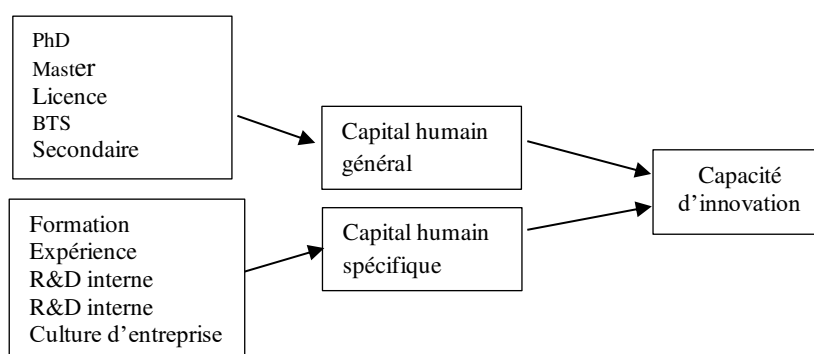 PhD
Master
Licence
BTS
Secondaire
Capital humain
général
Capacité
d’innovation
Formation
Expérience
R&D interne
R&D interne
Culture d’entreprise
Capital humain
spécifique